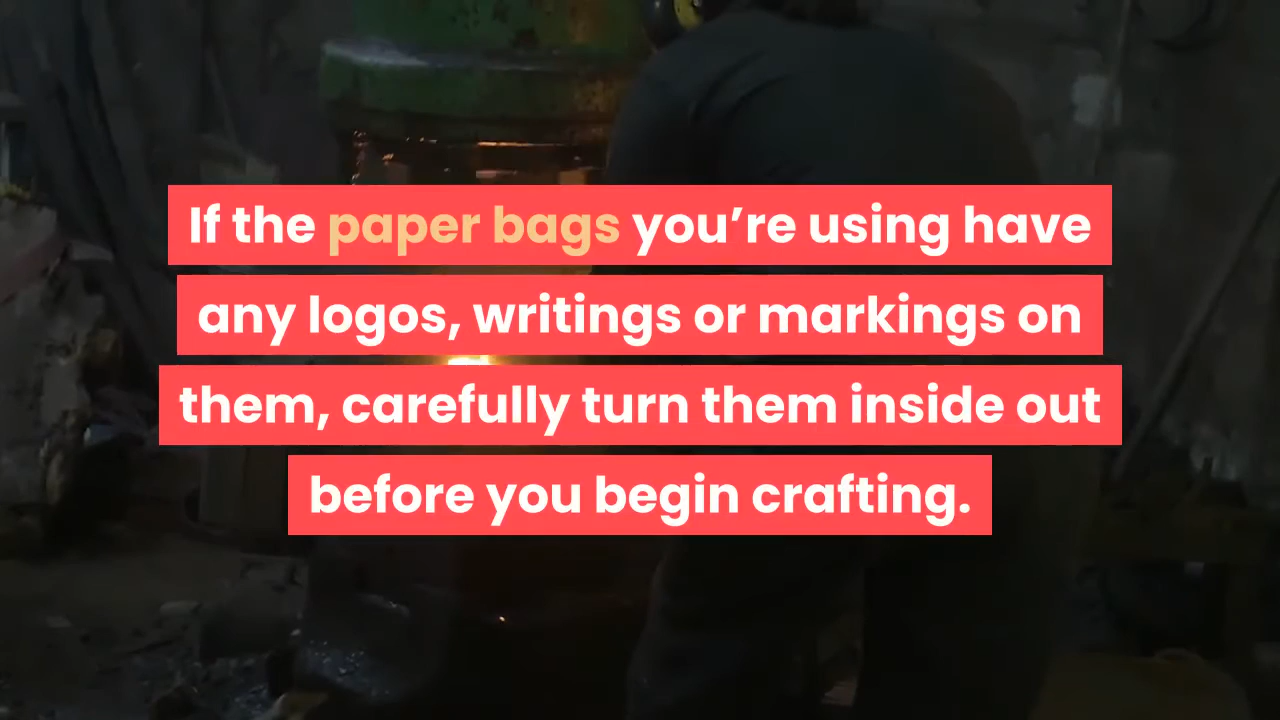 If the paper bags you’re using have
any logos, writings or markings on
them, carefully turn them inside out
before you begin crafting.